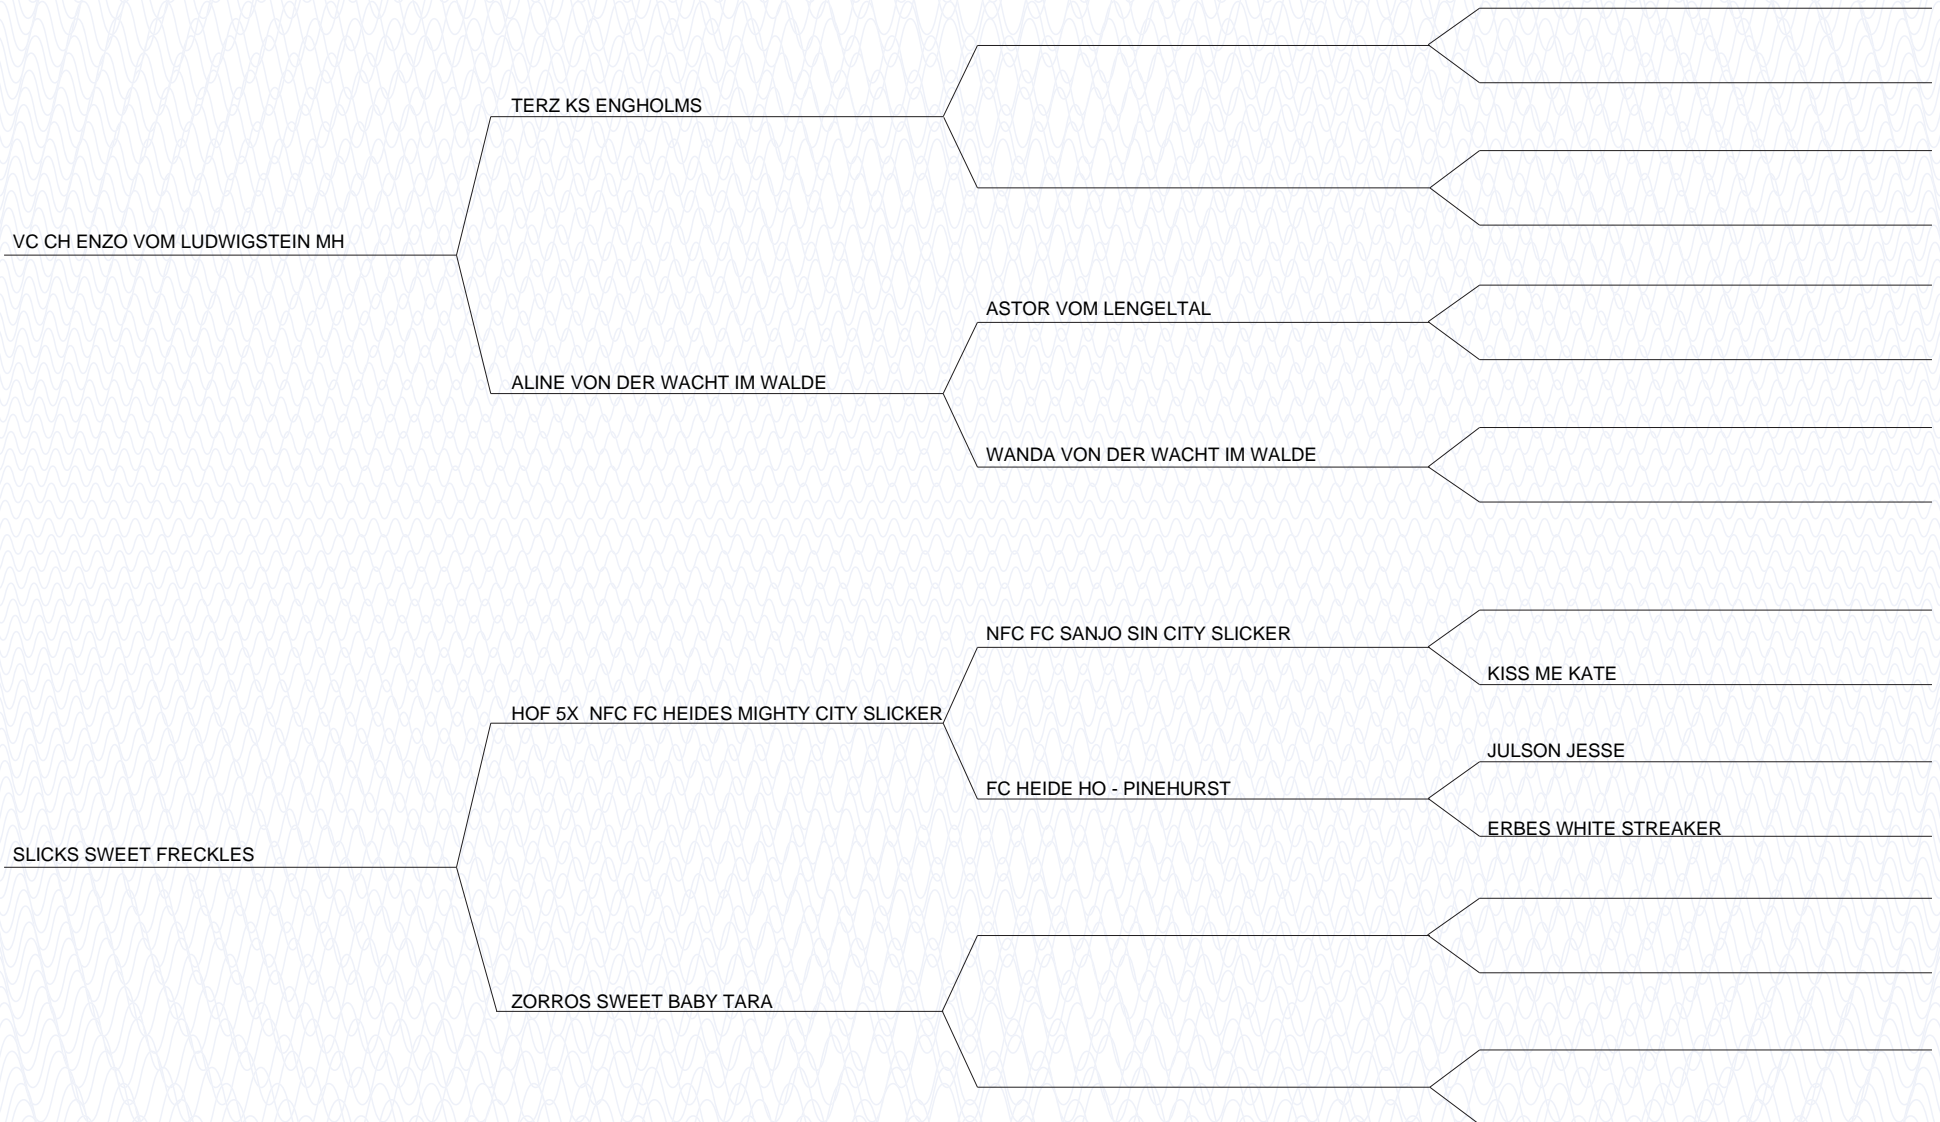 TERZ KS ENGHOLMS
VC CH ENZO VOM LUDWIGSTEIN MH
ASTOR VOM LENGELTAL
ALINE VON DER WACHT IM WALDE
WANDA VON DER WACHT IM WALDE
NFC FC SANJO SIN CITY SLICKER
KISS ME KATE
HOF 5X  NFC FC HEIDES MIGHTY CITY SLICKER
JULSON JESSE
FC HEIDE HO - PINEHURST
ERBES WHITE STREAKER
SLICKS SWEET FRECKLES
ZORROS SWEET BABY TARA